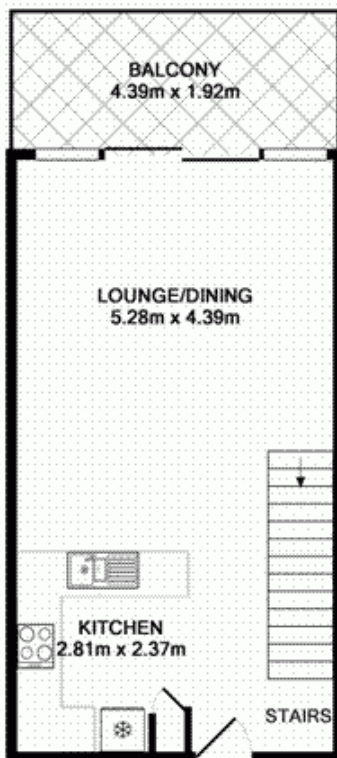 BALCONY
4.39m x 1.92m
LOUNGE/DINING
5.28m x 4.39m
KITCHEN
2.81m x 2.37m
STAIRS